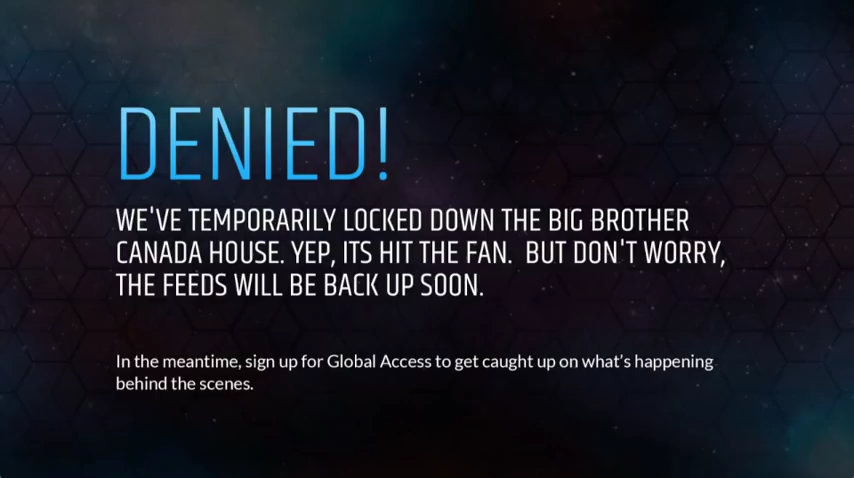 DENIED!
WE'VE TEMPORARILY LOCKED DOWN THE BIG BROTHER
CANADA HOUSE. YEP, ITS HIT THE FAN.  BUT DON'T WORRY,
THE FEEDS WILL BE BACK UP SOON.
In the meantime, sign up for Global Access to get caught up on what’s happening
behind the scenes.